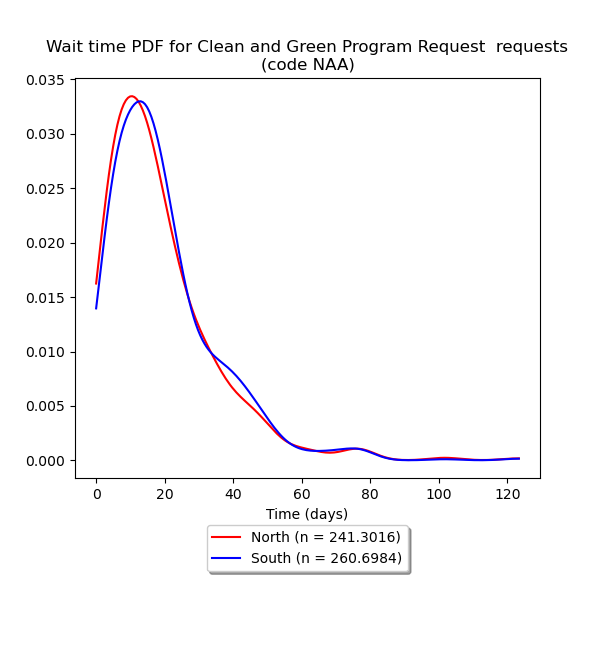 Wait time PDF for Clean and Green Program Request  requests
(code NAA)
0.035
0.030
0.025
0.020
0.015
0.010
0.005
0.000
0 20 40 60 80 100 120
Time (days)
North (n = 241.3016)
South (n = 260.6984)